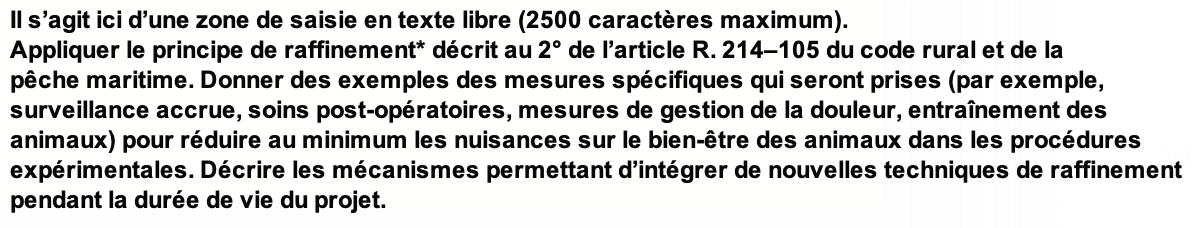 Il s’agit ici d’une zone de saisie en texte libre (2500 caractères maximum).
Appliquer le principe de raffinement* décrit au 2° de l’article R. 214–105 du code rural et de la
pêche maritime. Donner des exemples des mesures spécifiques qui seront prises (par exemple,
surveillance accrue, soins post-opératoires, mesures de gestion de la douleur, entraînement des
animaux) pour réduire au minimum les nuisances sur le bien-être des animaux dans les procédures
expérimentales. Décrire les mécanismes permettant d’intégrer de nouvelles techniques de raffinement
pendant la durée de vie du projet.